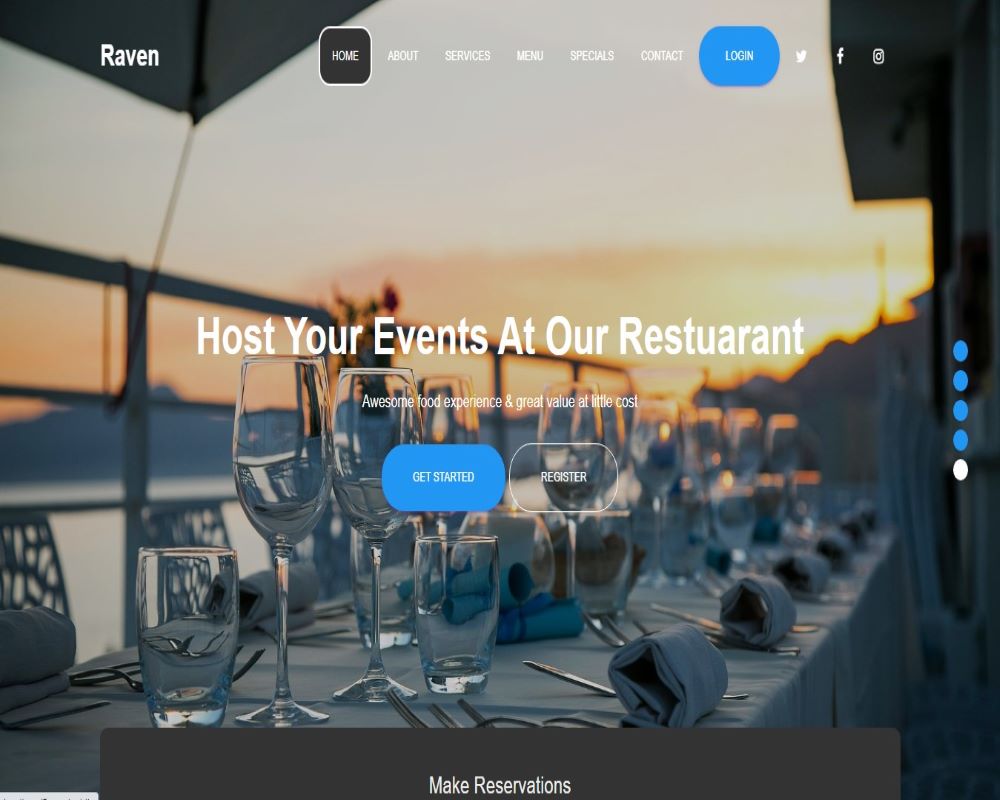 Raven
HOME ABOUT SERVICES MENU SPECIALS CONTACT LOGIN
Host Your Events At Our Restuarant
Awesome food experience & great value at little cost
GET STARTED REGISTER
Make Reservations